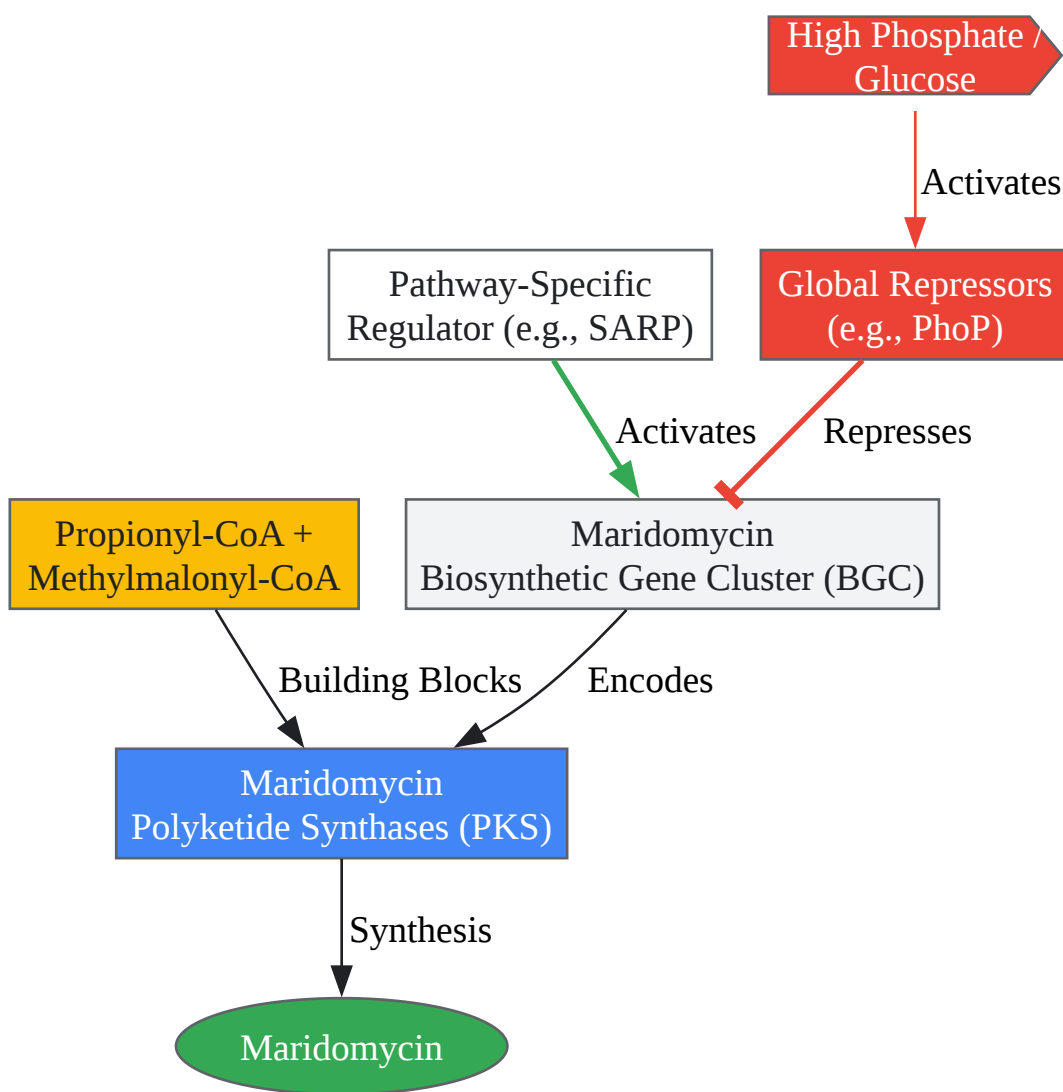 High Phosphate /
Glucose
Activates
Pathway-Specific
Regulator (e.g., SARP)
Global Repressors
(e.g., PhoP)
Activates
Represses
Propionyl-CoA +
Methylmalonyl-CoA
Maridomycin
Biosynthetic Gene Cluster (BGC)
Building Blocks
Encodes
Maridomycin
Polyketide Synthases (PKS)
Synthesis
Maridomycin